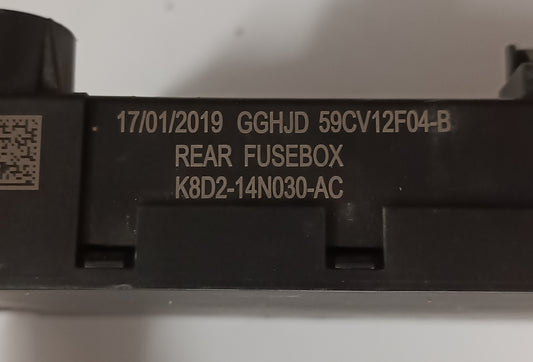 17/01/2019 GGHJD 59CV12F04-B
REAR FUSEBOX
K8D2-14N030-AC